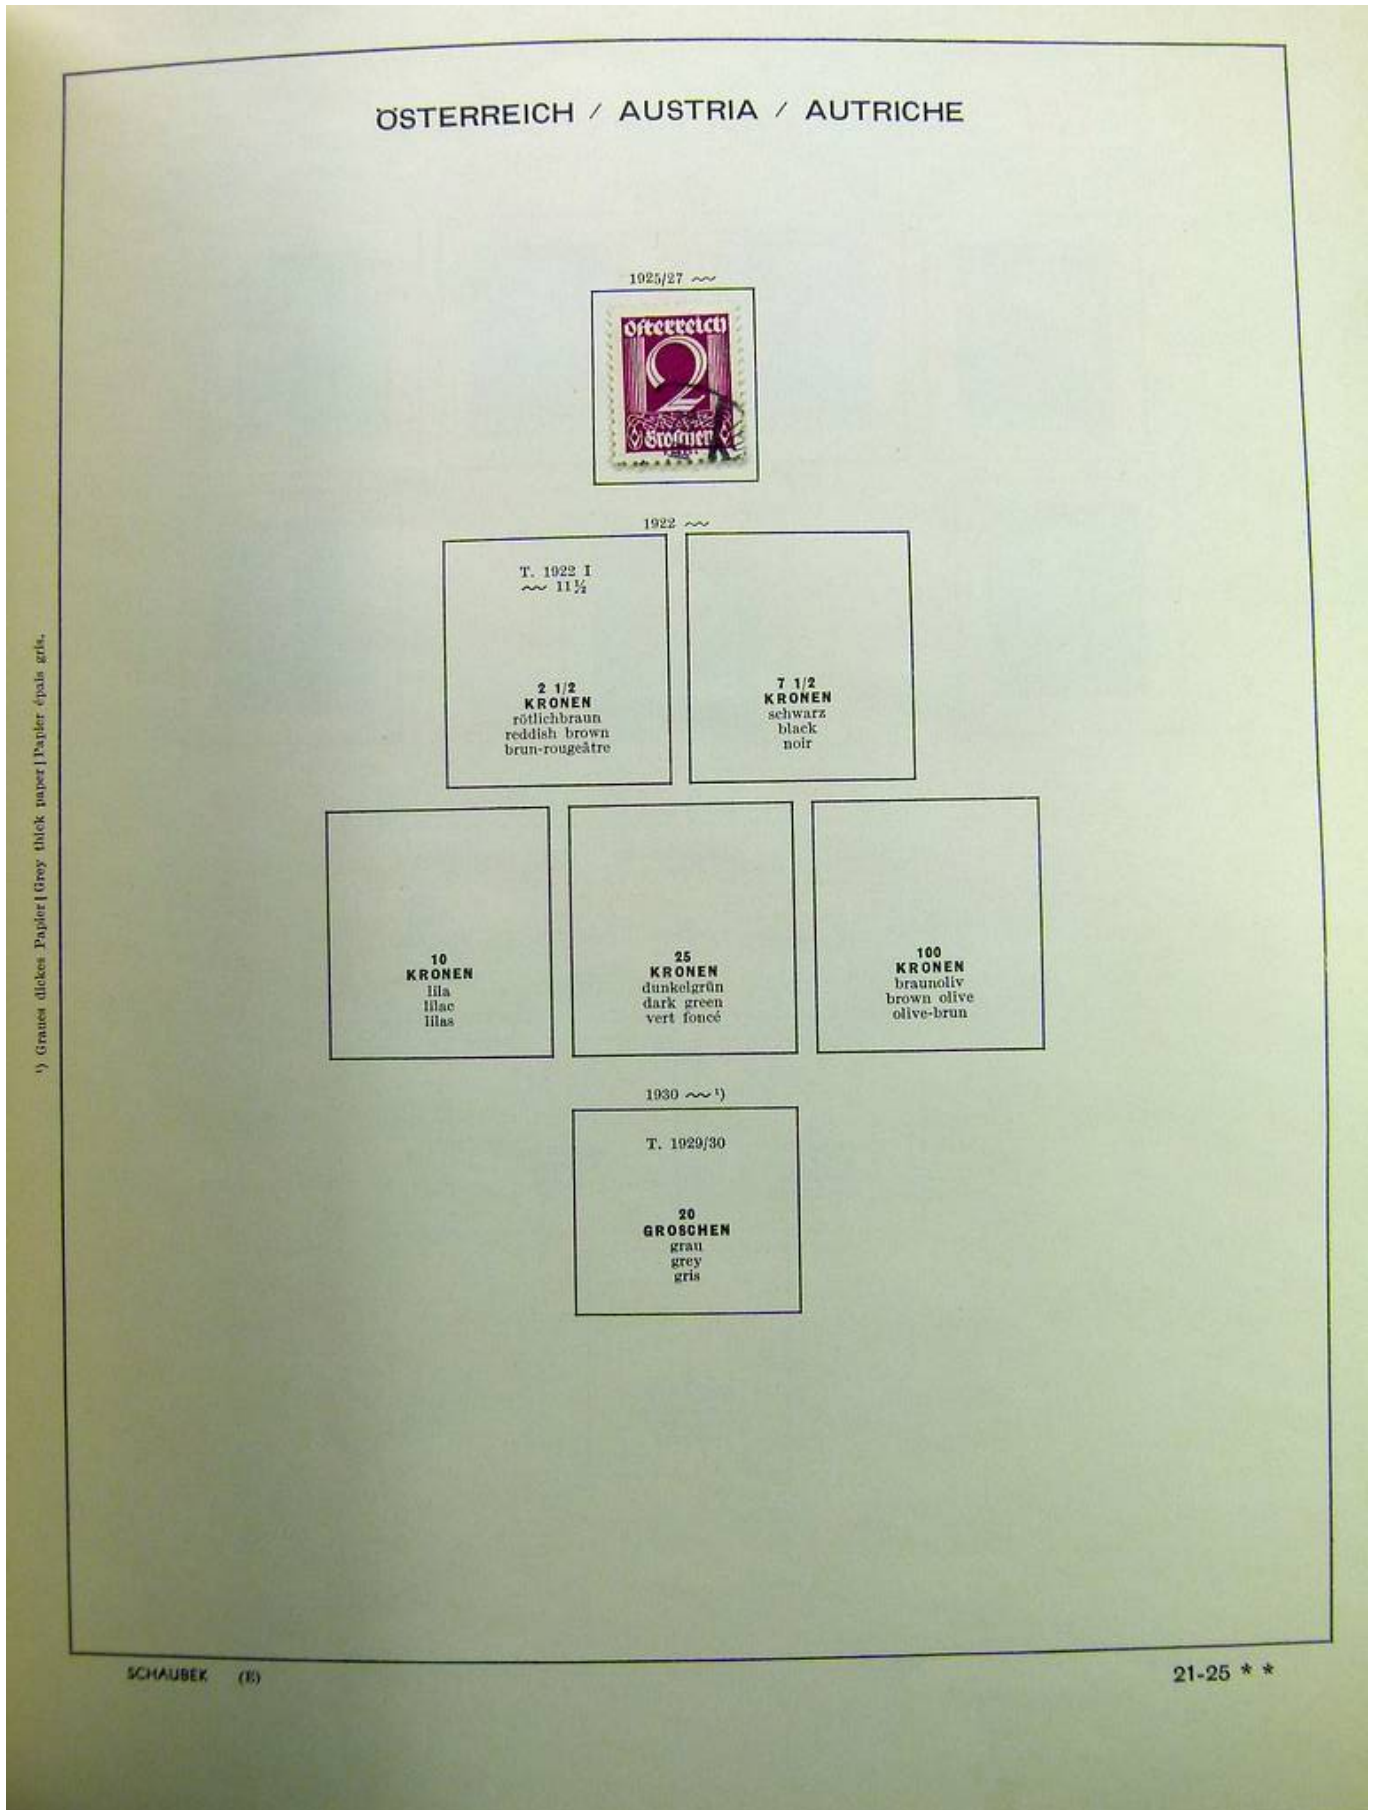 ÖSTERREICH / AUSTRIA / AUTRICHE
1925/27
Österreich
2
Groschen
1922
T. 1922 I
11½
2 1/2
KRONEN
rötlichbraun
reddish brown
brun-rougeâtre
7 1/2
KRONEN
schwarz
black
noir
10
KRONEN
lila
lilac
lilas
25
KRONEN
dunkelgrün
dark green
vert foncé
100
KRONEN
braunoliv
brown olive
olive-brun
1930 ¹)
T. 1929/30
20
GROSCHEN
grau
grey
gris
¹) Graues dickes Papier | Grey thick paper | Papier épais gris.
SCHAUBEK (E)
21-25 * *